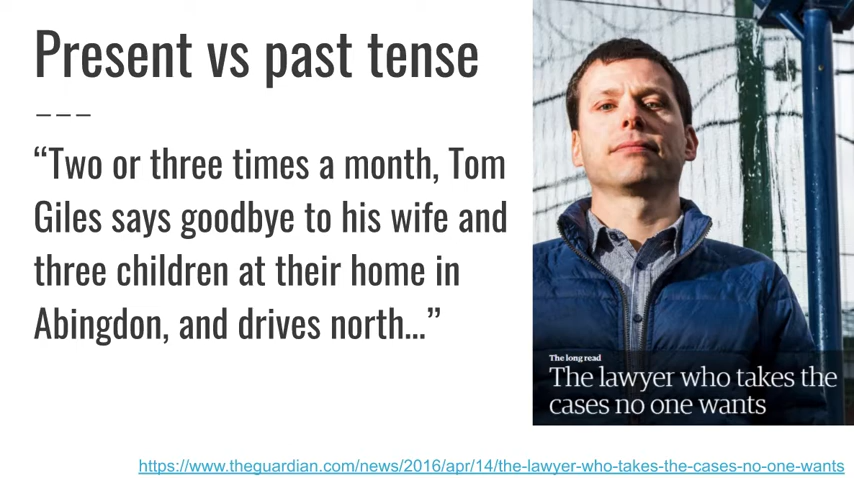 Present vs past tense
“Two or three times a month, Tom
Giles says goodbye to his wife and
three children at their home in
Abingdon, and drives north...”
The long read
The lawyer who takes the
cases no one wants
https://www.theguardian.com/news/2016/apr/14/the-lawyer-who-takes-the-cases-no-one-wants